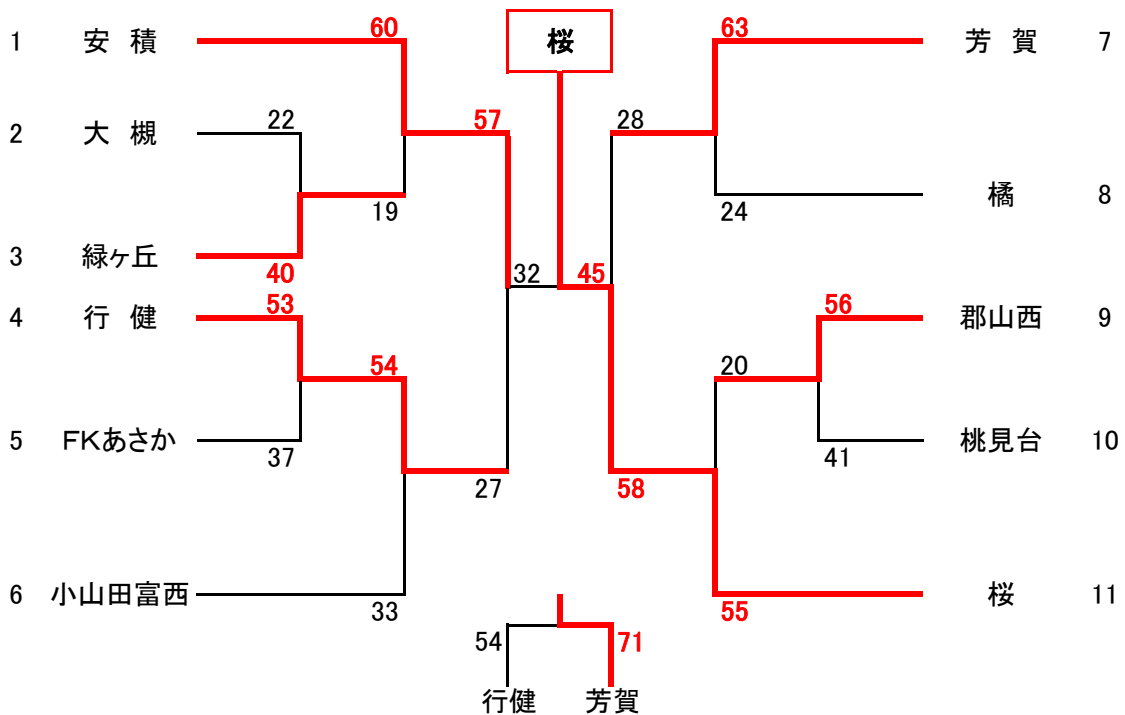 桜
1 安 積 60 63 芳 賀 7
2 大 槻 22 57 28
橘 8
19 24
3 緑ヶ丘 40 32 45
4 行 健 53 56 郡山西 9
54 20
5 FKあさか 37 41 桃見台 10
27 58
6 小山田富西 33 55 桜 11
54 71
行健 芳賀